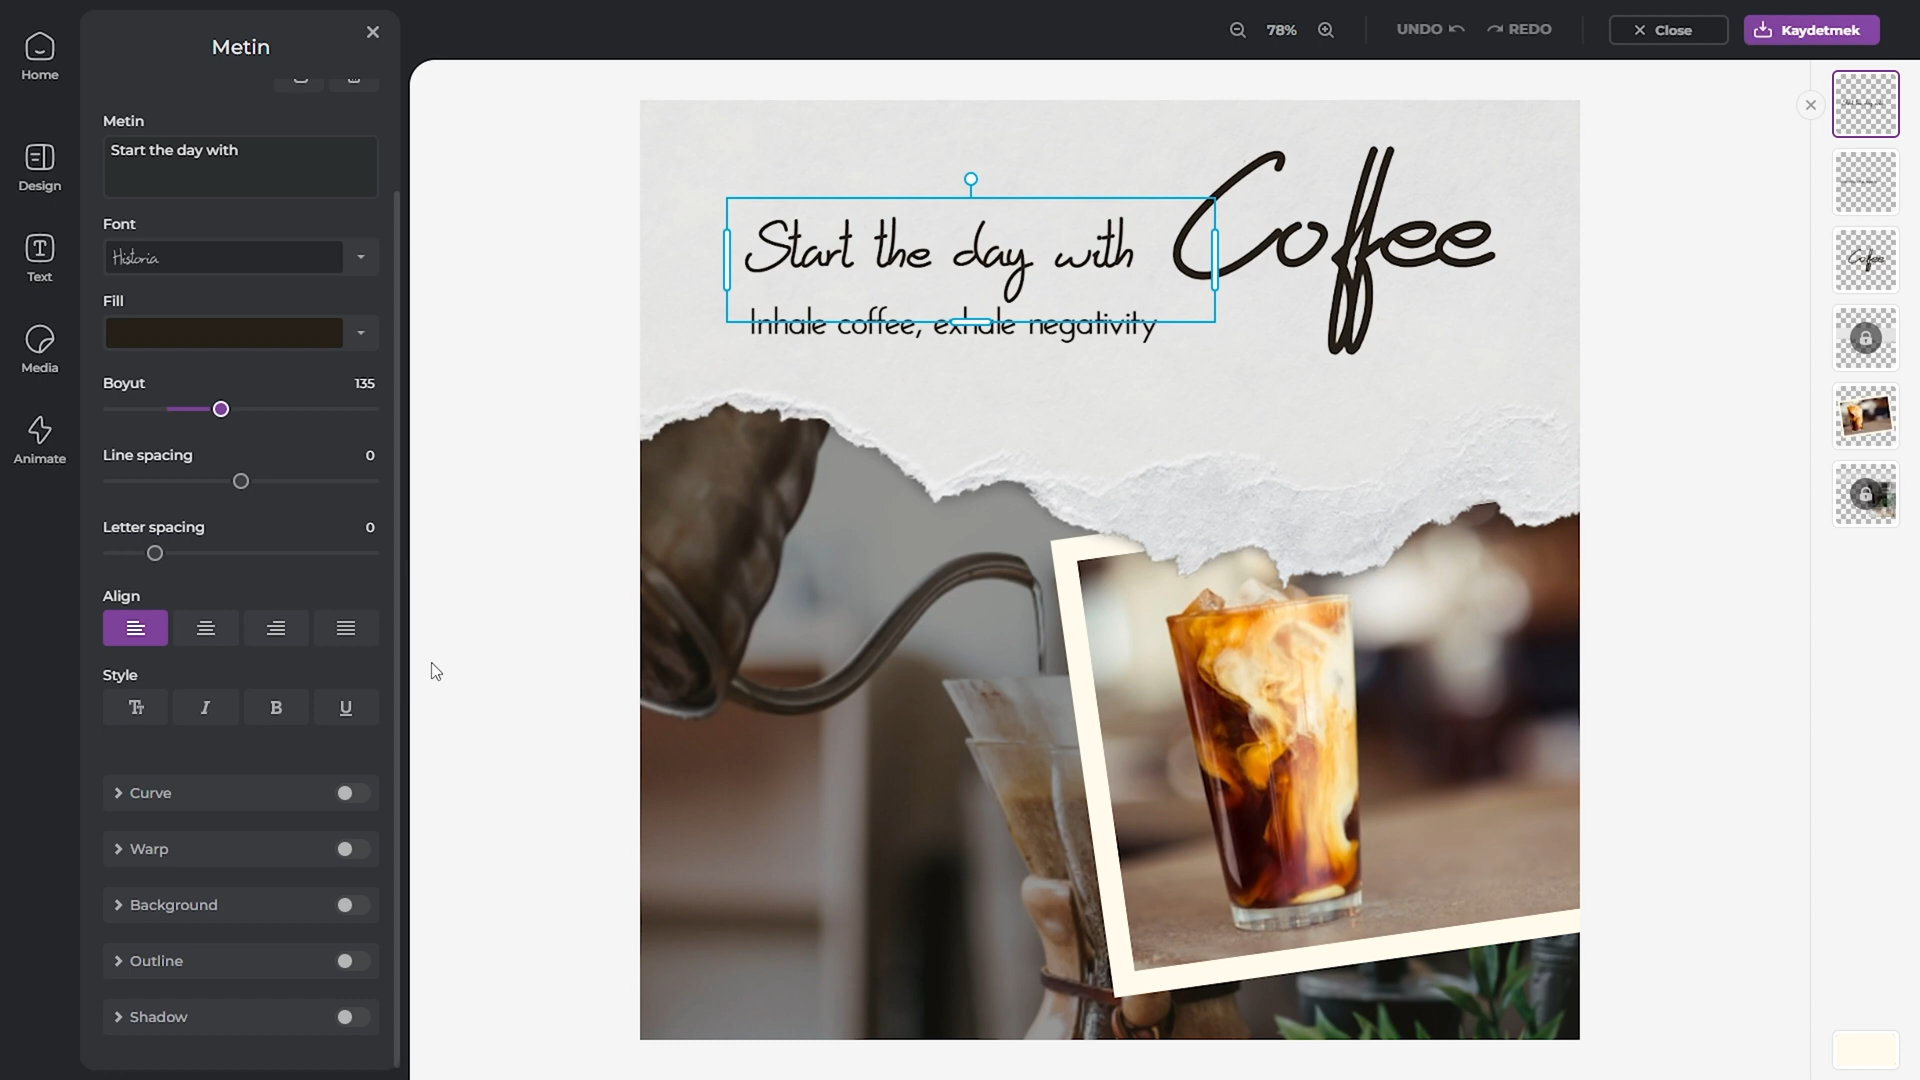 Metin
78%
UNDO
REDO
Close
Kaydetmek
Home
Design
Text
Media
Animate
Metin
Start the day with
Font
Historia
Fill
Boyut 135
Line spacing 0
Letter spacing 0
Align
Style
Tr I B U
Curve
Warp
Background
Outline
Shadow
Start the day with Coffee
Inhale coffee, exhale negativity
Coffee